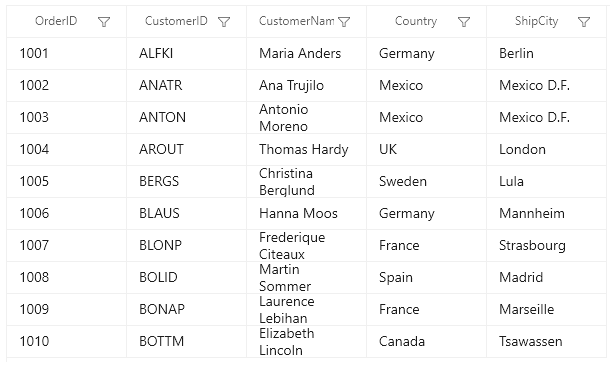 OrderID CustomerID CustomerNam Country ShipCity
1001 ALFKI Maria Anders Germany Berlin
1002 ANATR Ana Trujilo Mexico Mexico D.F.
1003 ANTON Antonio Moreno Mexico Mexico D.F.
1004 AROUT Thomas Hardy UK London
1005 BERGS Christina Berglund Sweden Lula
1006 BLAUS Hanna Moos Germany Mannheim
1007 BLONP Frederique Citeaux France Strasbourg
1008 BOLID Martin Sommer Spain Madrid
1009 BONAP Laurence Lebihan France Marseille
1010 BOTTM Elizabeth Lincoln Canada Tsawassen